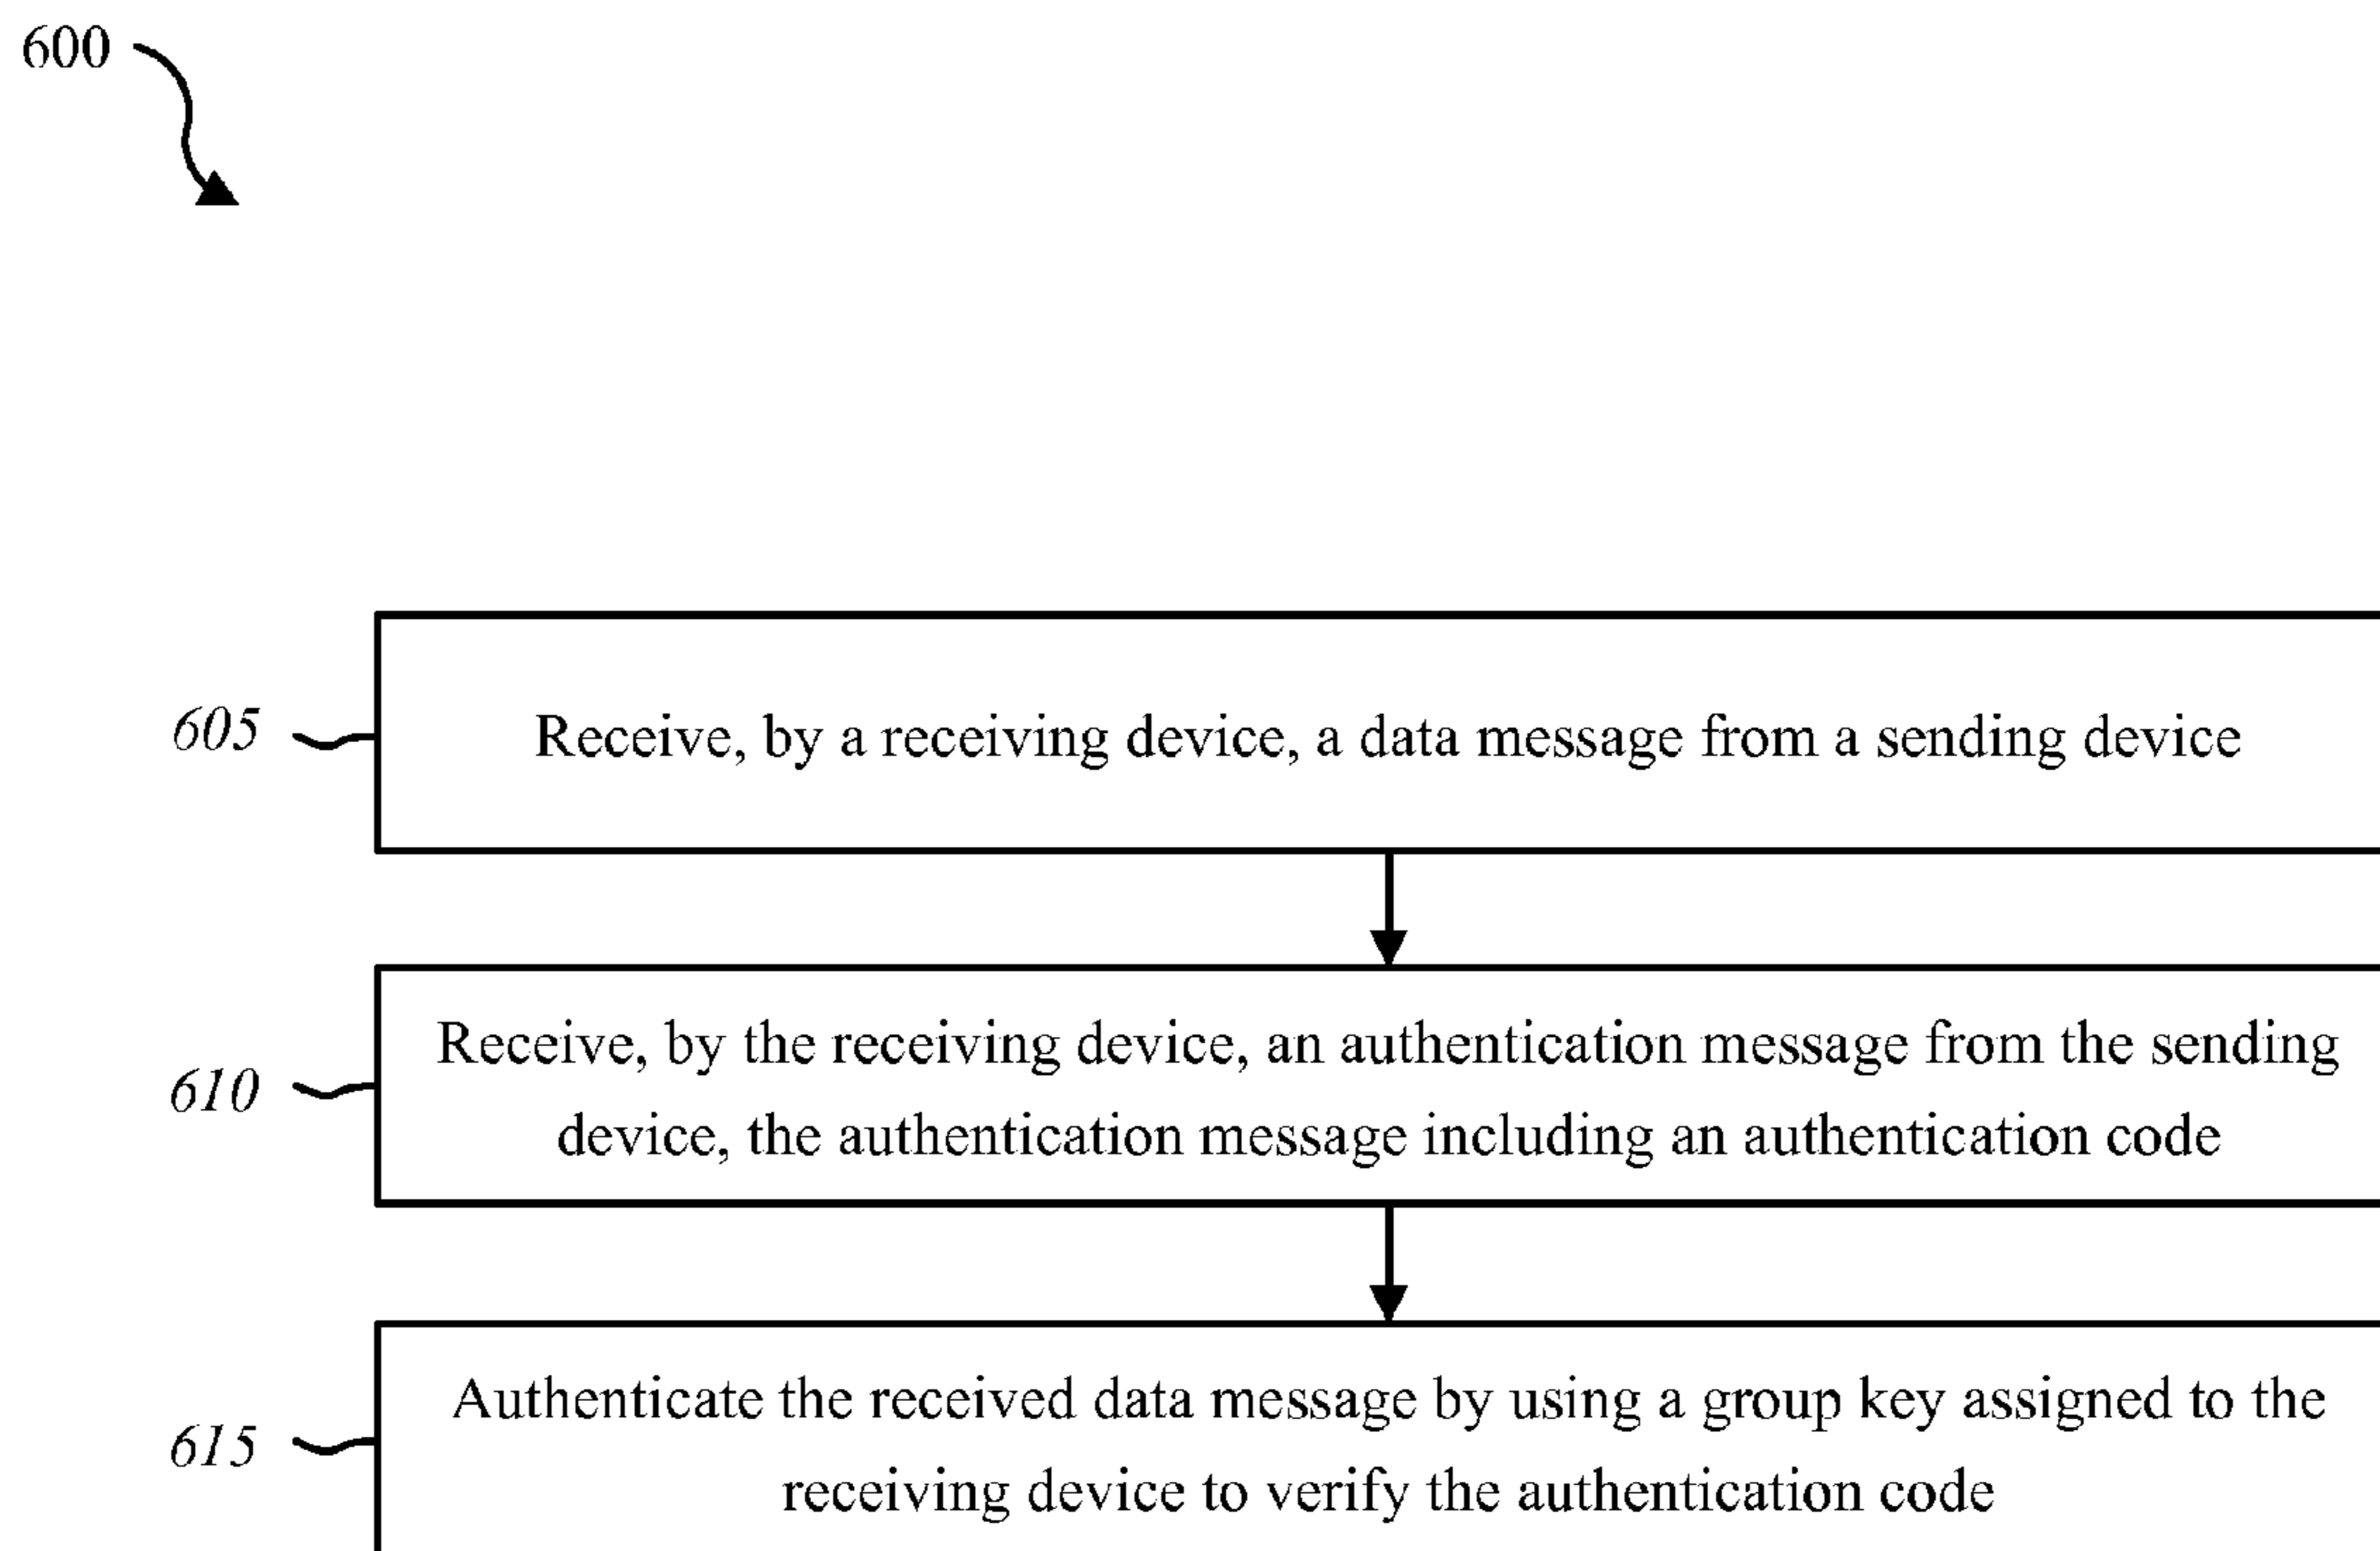 600
605
Receive, by a receiving device, a data message from a sending device
610
Receive, by the receiving device, an authentication message from the sending
device, the authentication message including an authentication code
615
Authenticate the received data message by using a group key assigned to the
receiving device to verify the authentication code